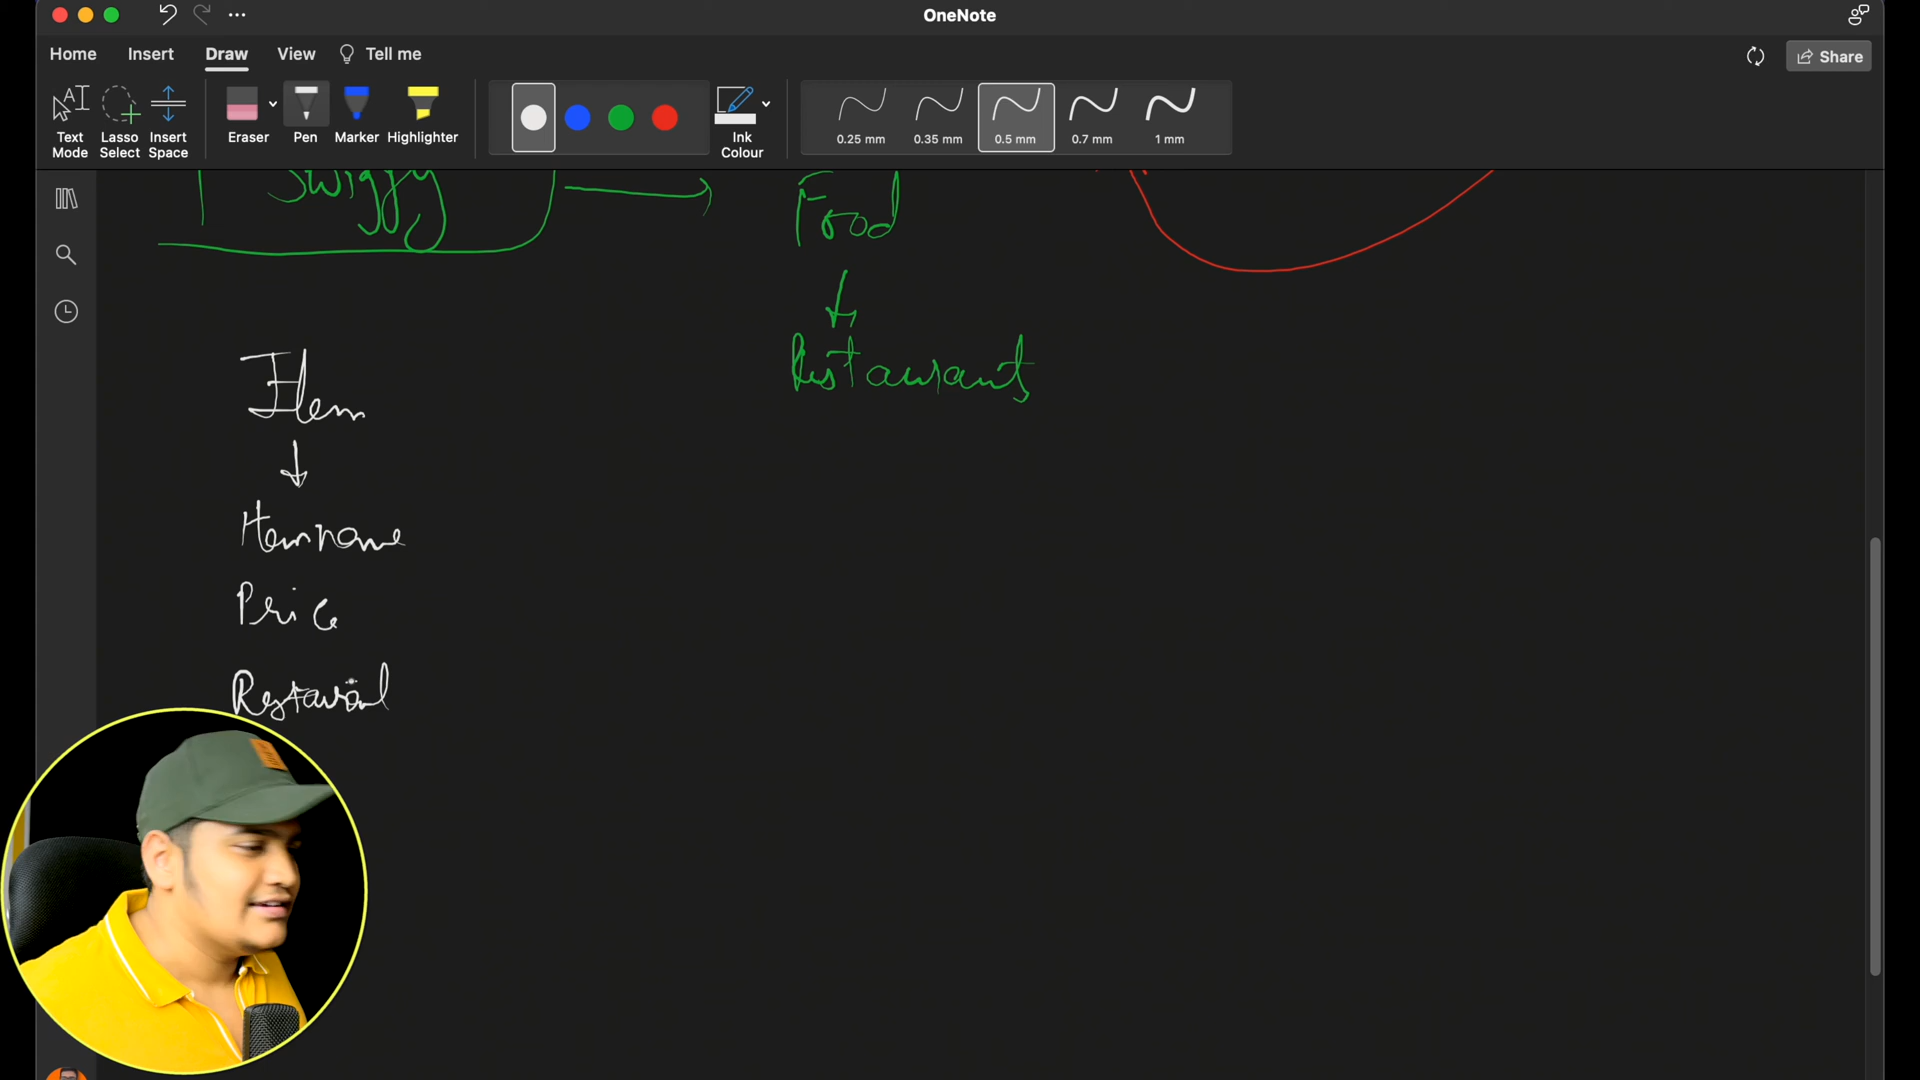 OneNote
Home Insert Draw View Tell me
Share
Text Mode
Lasso Select
Insert Space
Eraser
Pen
Marker
Highlighter
Ink Colour
0.25 mm
0.35 mm
0.5 mm
0.7 mm
1 mm
Swiggy
Food
Restaurants
Item
Itemname
Price